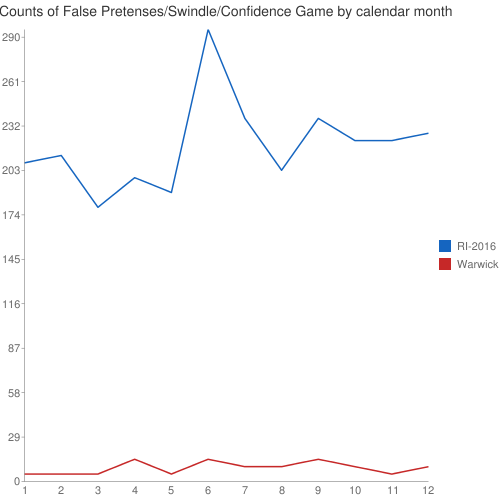 Counts of False Pretenses/Swindle/Confidence Game by calendar month
290
261
232
203
174
145
116
87
58
29
0
1 2 3 4 5 6 7 8 9 10 11 12
RI-2016
Warwick